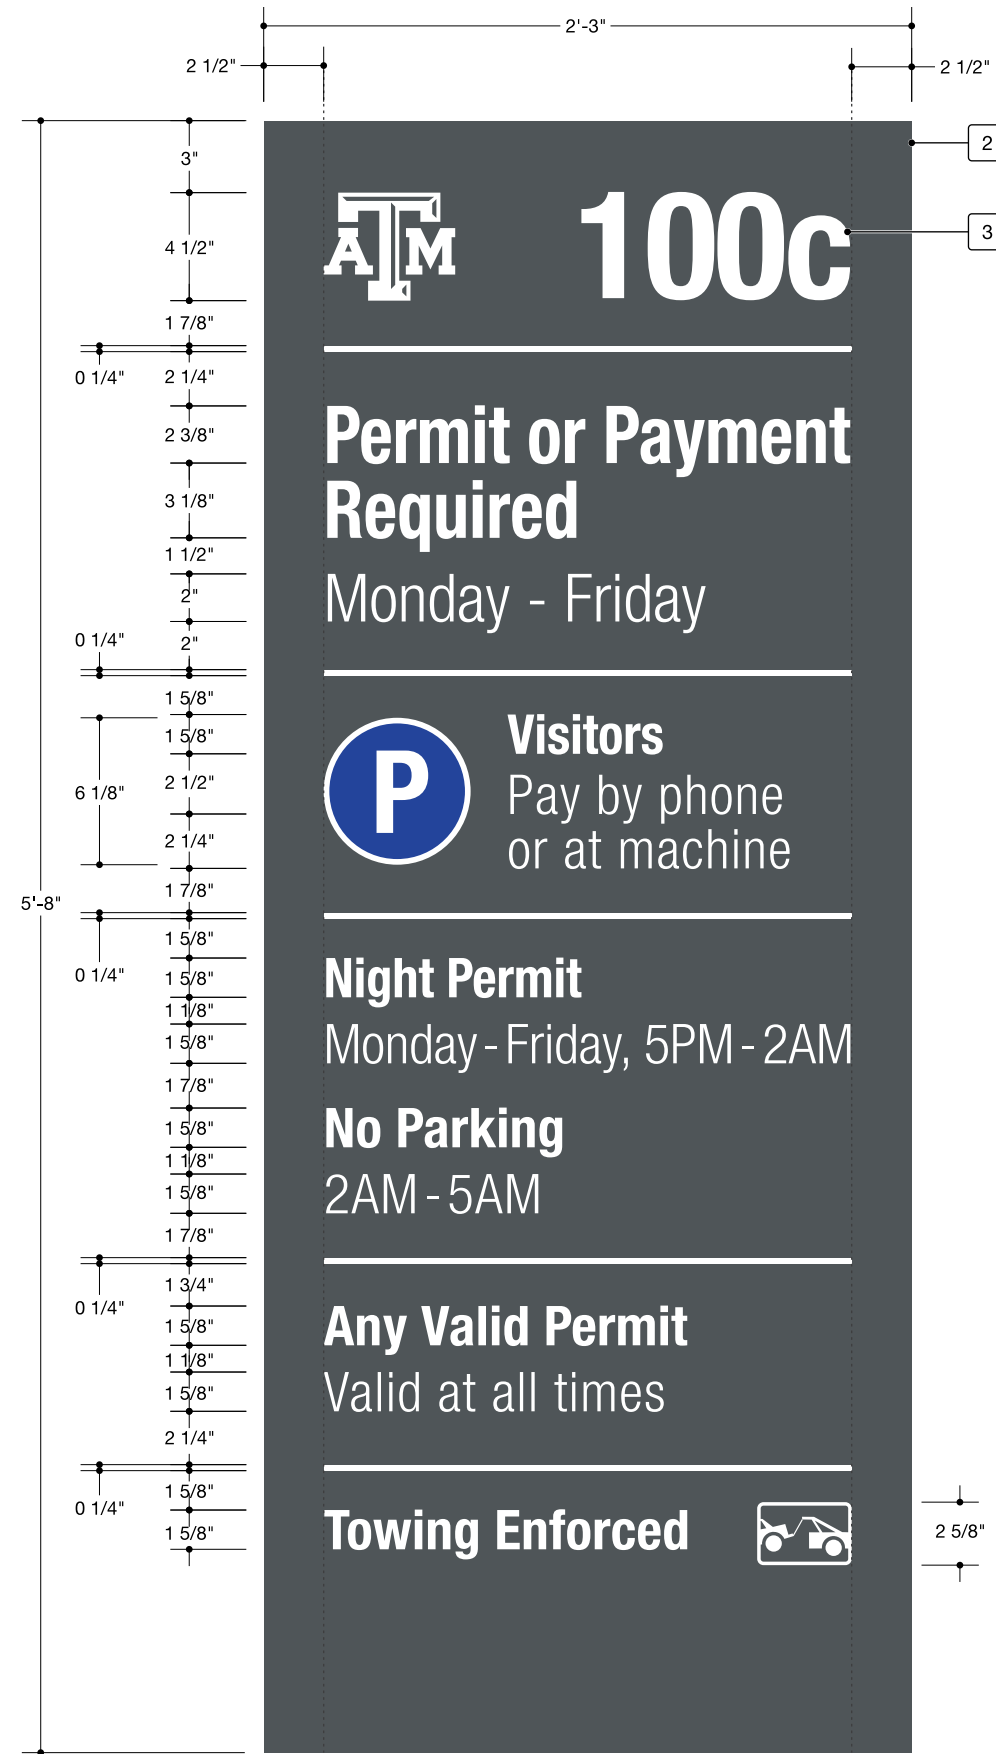 2'-3"
2 1/2"
2 1/2"
3"
2
ATM 100c
3
4 1/2"
1 7/8"
0 1/4"
2 1/4"
2 3/8"
Permit or Payment
Required
3 1/8"
1 1/2"
Monday - Friday
2"
0 1/4"
2"
1 5/8"
1 5/8"
Visitors
6 1/8"
2 1/2"
P
Pay by phone
or at machine
2 1/4"
1 7/8"
5'-8"
1 5/8"
0 1/4"
1 5/8"
Night Permit
1 1/8"
1 5/8"
Monday - Friday, 5PM - 2AM
1 7/8"
1 5/8"
No Parking
1 1/8"
1 5/8"
2AM - 5AM
1 7/8"
1 3/4"
0 1/4"
1 5/8"
Any Valid Permit
1 1/8"
1 5/8"
Valid at all times
2 1/4"
1 5/8"
0 1/4"
1 5/8"
Towing Enforced
2 5/8"